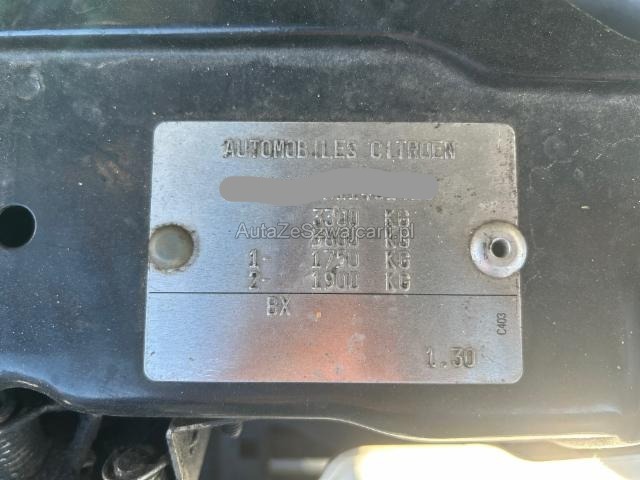 AUTOMOBILES CITROEN
3300 KG
AutaZeSzwajcarii.pl
KG
1- 1750 KG
2- 1900 KG
BX
C403
1.30